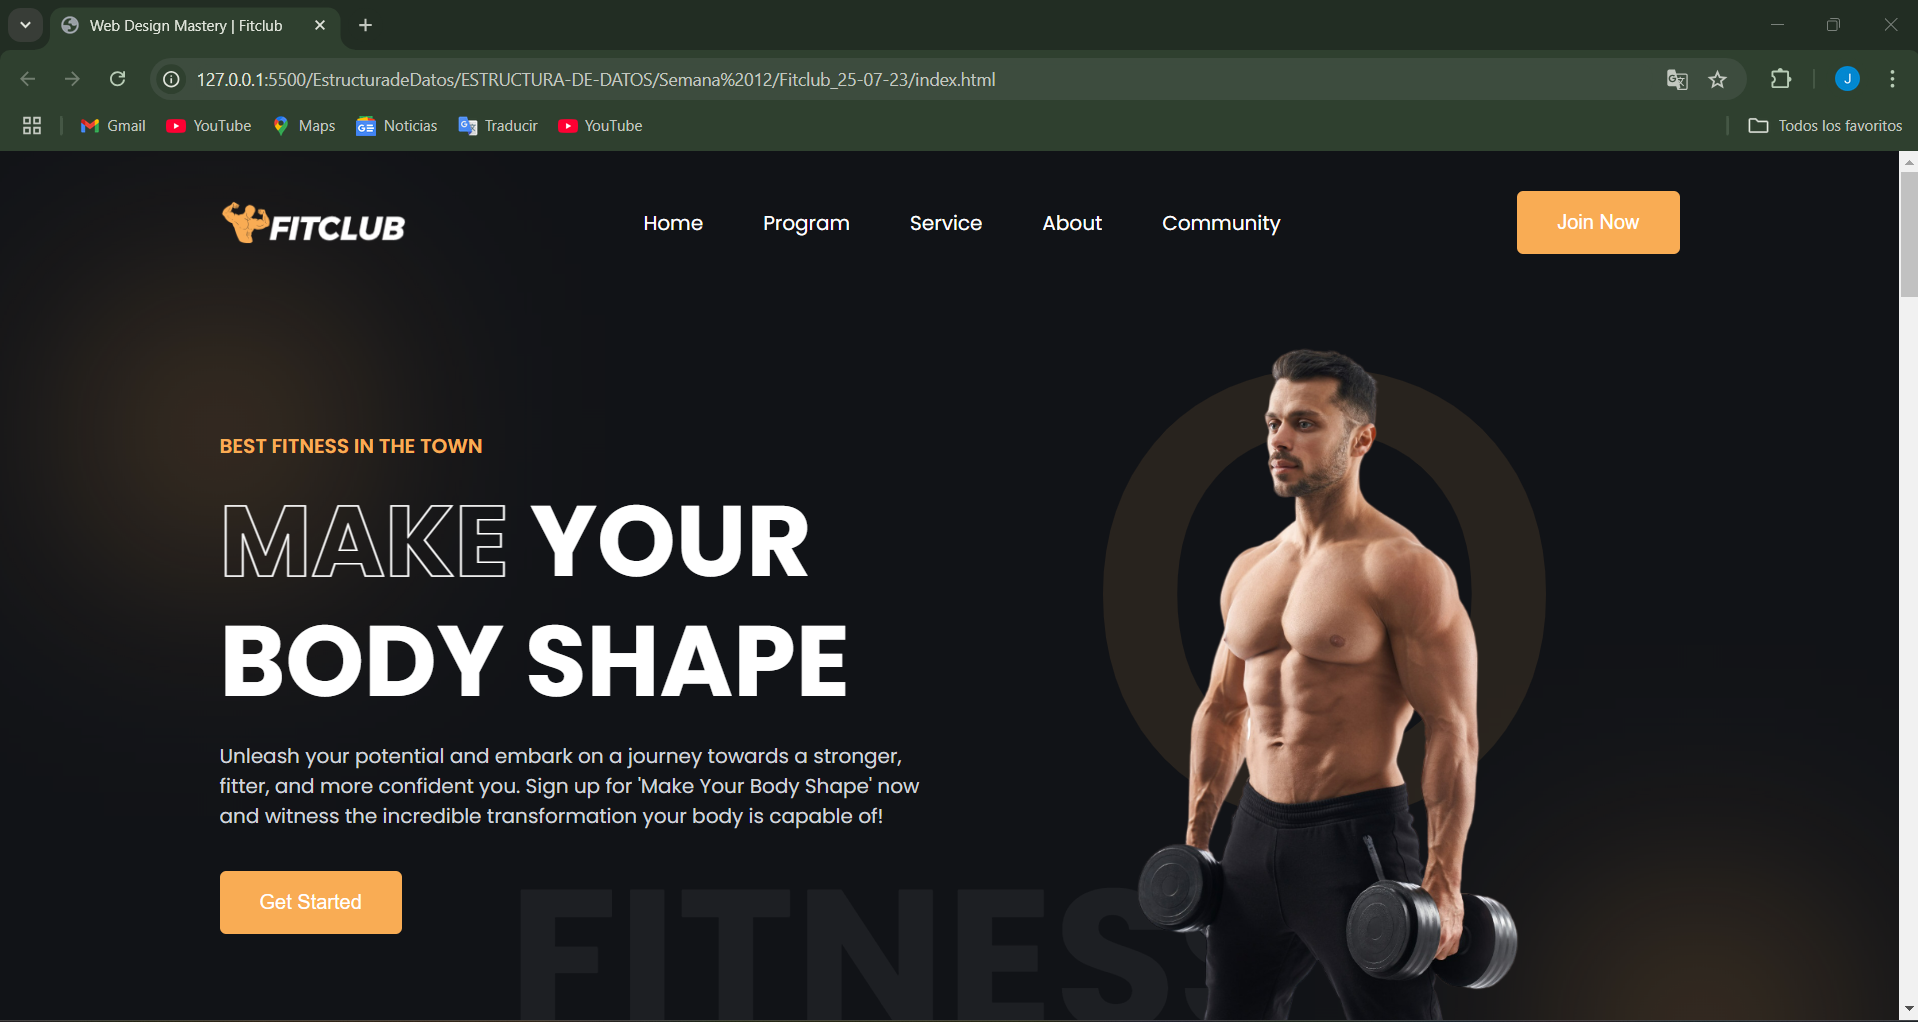 Web Design Mastery | Fitclub
127.0.0.1:5500/EstructuradeDatos/ESTRUCTURA-DE-DATOS/Semana%2012/Fitclub_25-07-23/index.html
J
Gmail YouTube Maps Noticias Traducir YouTube Todos los favoritos
FITCLUB Home Program Service About Community Join Now
BEST FITNESS IN THE TOWN
MAKE YOUR
BODY SHAPE
Unleash your potential and embark on a journey towards a stronger,
fitter, and more confident you. Sign up for 'Make Your Body Shape' now
and witness the incredible transformation your body is capable of!
Get Started
FITNESS